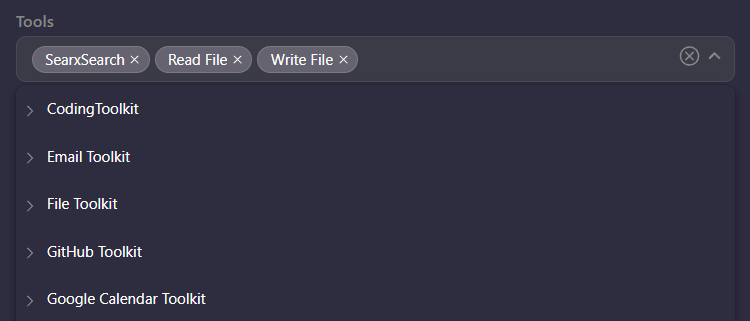 Tools
SearxSearch × Read File × Write File ×
CodingToolkit
Email Toolkit
File Toolkit
GitHub Toolkit
Google Calendar Toolkit